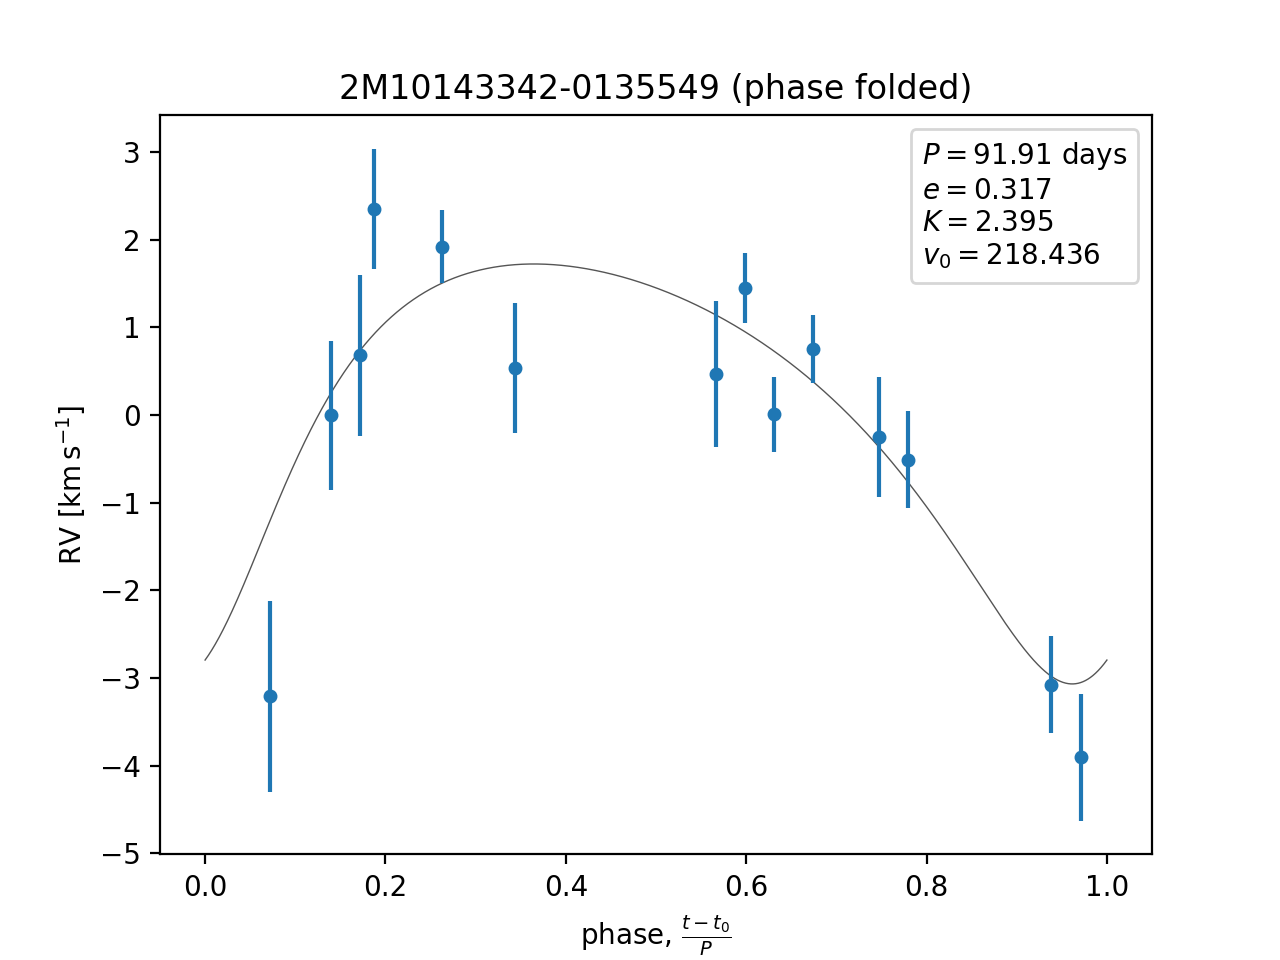 2M10143342-0135549 (phase folded)
P = 91.91 days
e = 0.317
K = 2.395
v₀ = 218.436
RV [km s⁻¹]
3
2
1
0
−1
−2
−3
−4
−5
0.0 0.2 0.4 0.6 0.8 1.0
phase, (t − t₀)/P